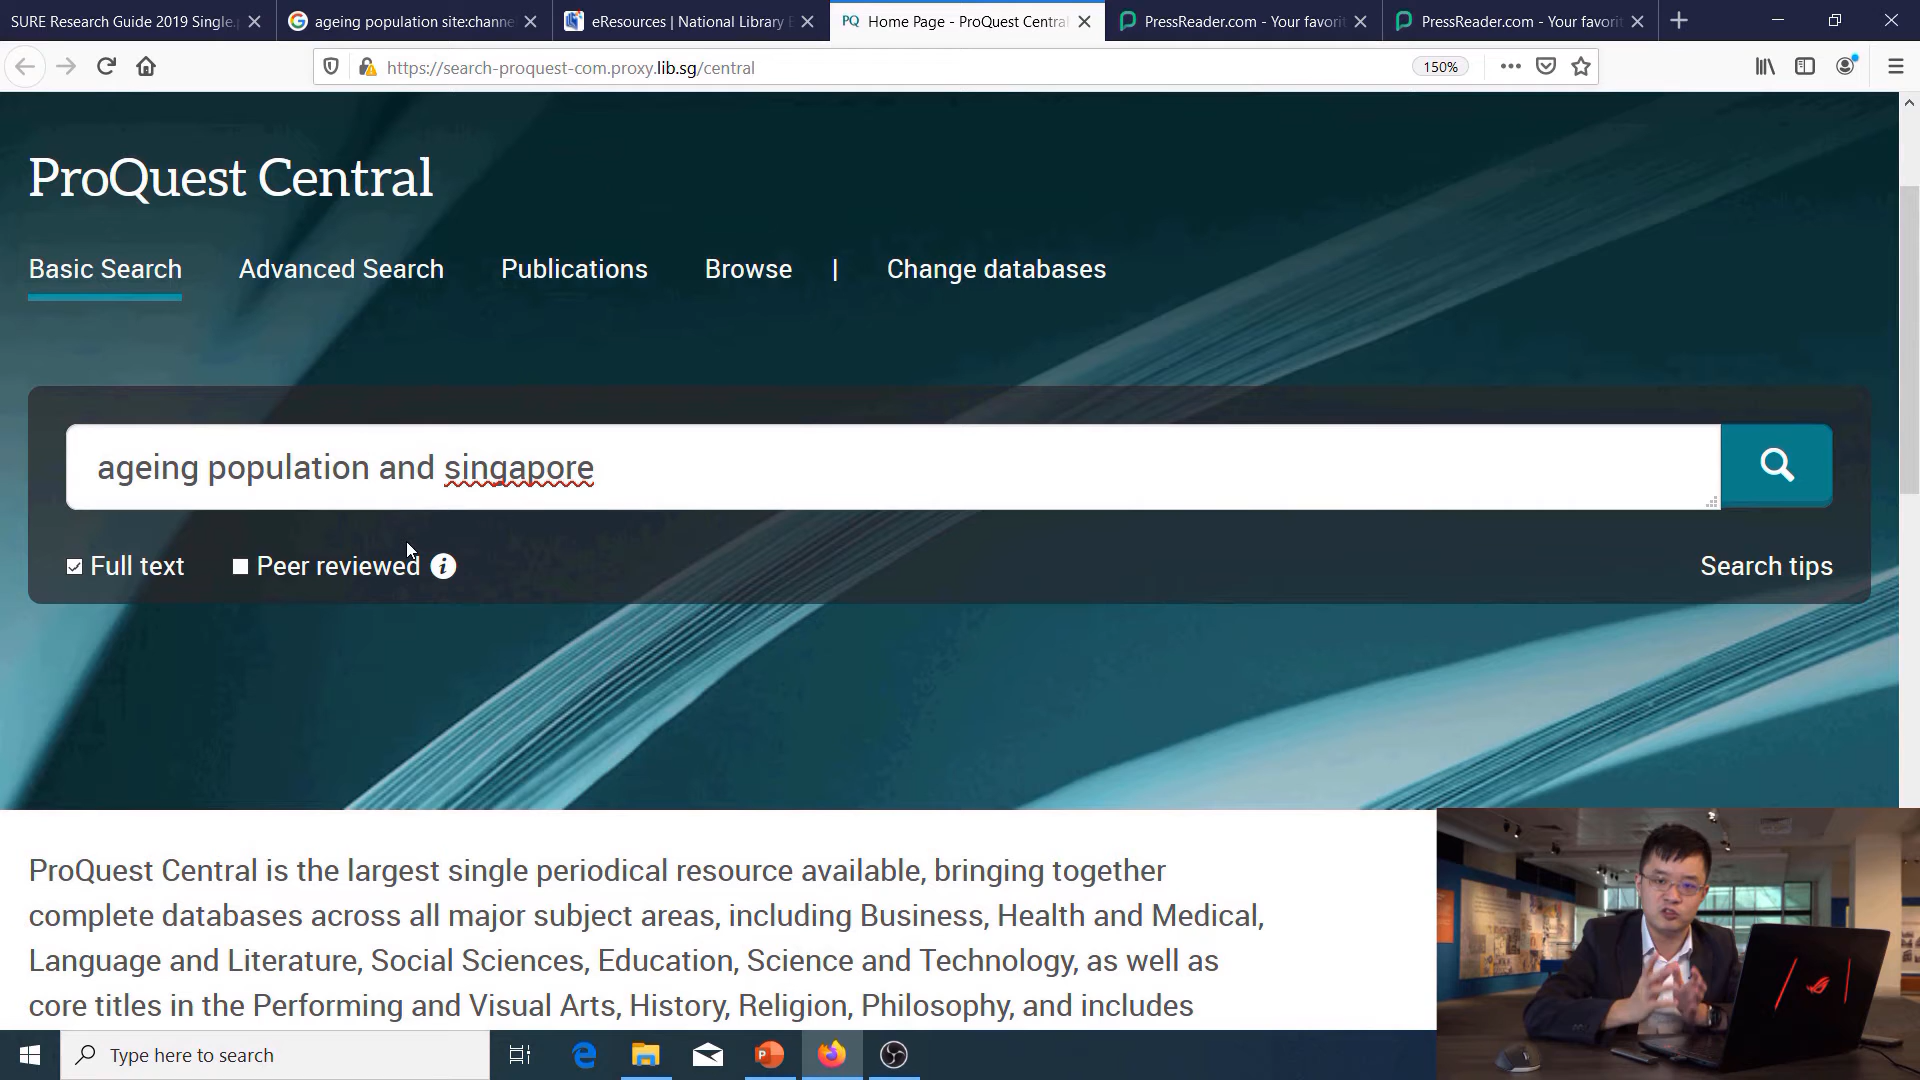 SURE Research Guide 2019 Single.
ageing population site:channe
eResources | National Library
Home Page - ProQuest Central
PressReader.com - Your favorit
PressReader.com - Your favorit
https://search-proquest-com.proxy.lib.sg/central
150%
ProQuest Central
Basic Search
Advanced Search
Publications
Browse
|
Change databases
ageing population and singapore
Full text
Peer reviewed
Search tips
ProQuest Central is the largest single periodical resource available, bringing together
complete databases across all major subject areas, including Business, Health and Medical,
Language and Literature, Social Sciences, Education, Science and Technology, as well as
core titles in the Performing and Visual Arts, History, Religion, Philosophy, and includes
Type here to search